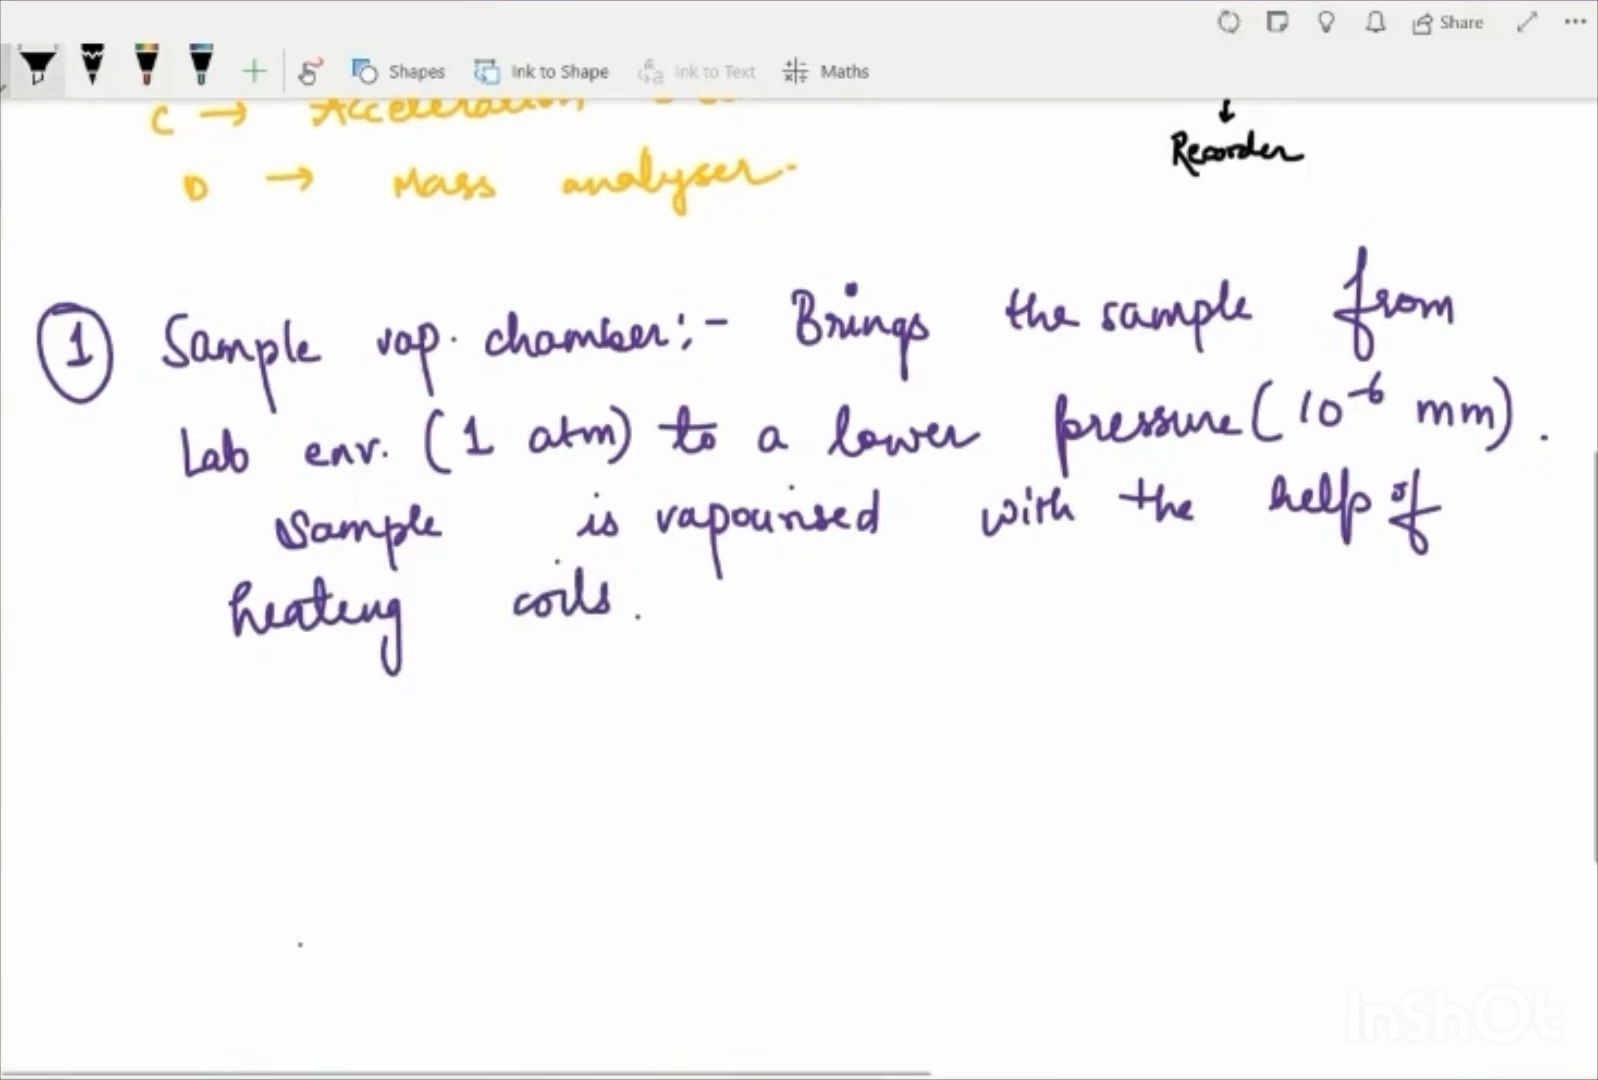 Share
Shapes
Ink to Shape
Ink to Text
Maths
C → Acceleration
D → Mass analyser.
Recorder
1 Sample vap. chamber:- Brings the sample from
Lab env. (1 atm) to a lower pressure (10⁻⁶ mm).
Sample is vapourised with the help of
heating coils.
InShOt